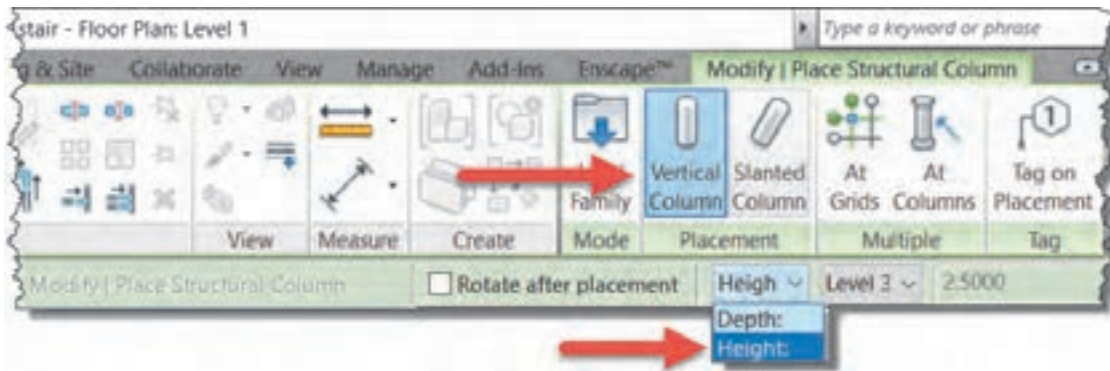 stair - Floor Plan: Level 1
Type a keyword or phrase
& Site Collaborate View Manage Add-Ins Enscape™ Modify | Place Structural Column
Vertical Slanted At At Tag on
Family Column Column Grids Columns Placement
View Measure Create Mode Placement Multiple Tag
Modify | Place Structural Column Rotate after placement Heigh Level 3 2.5000
Depth:
Height:
1